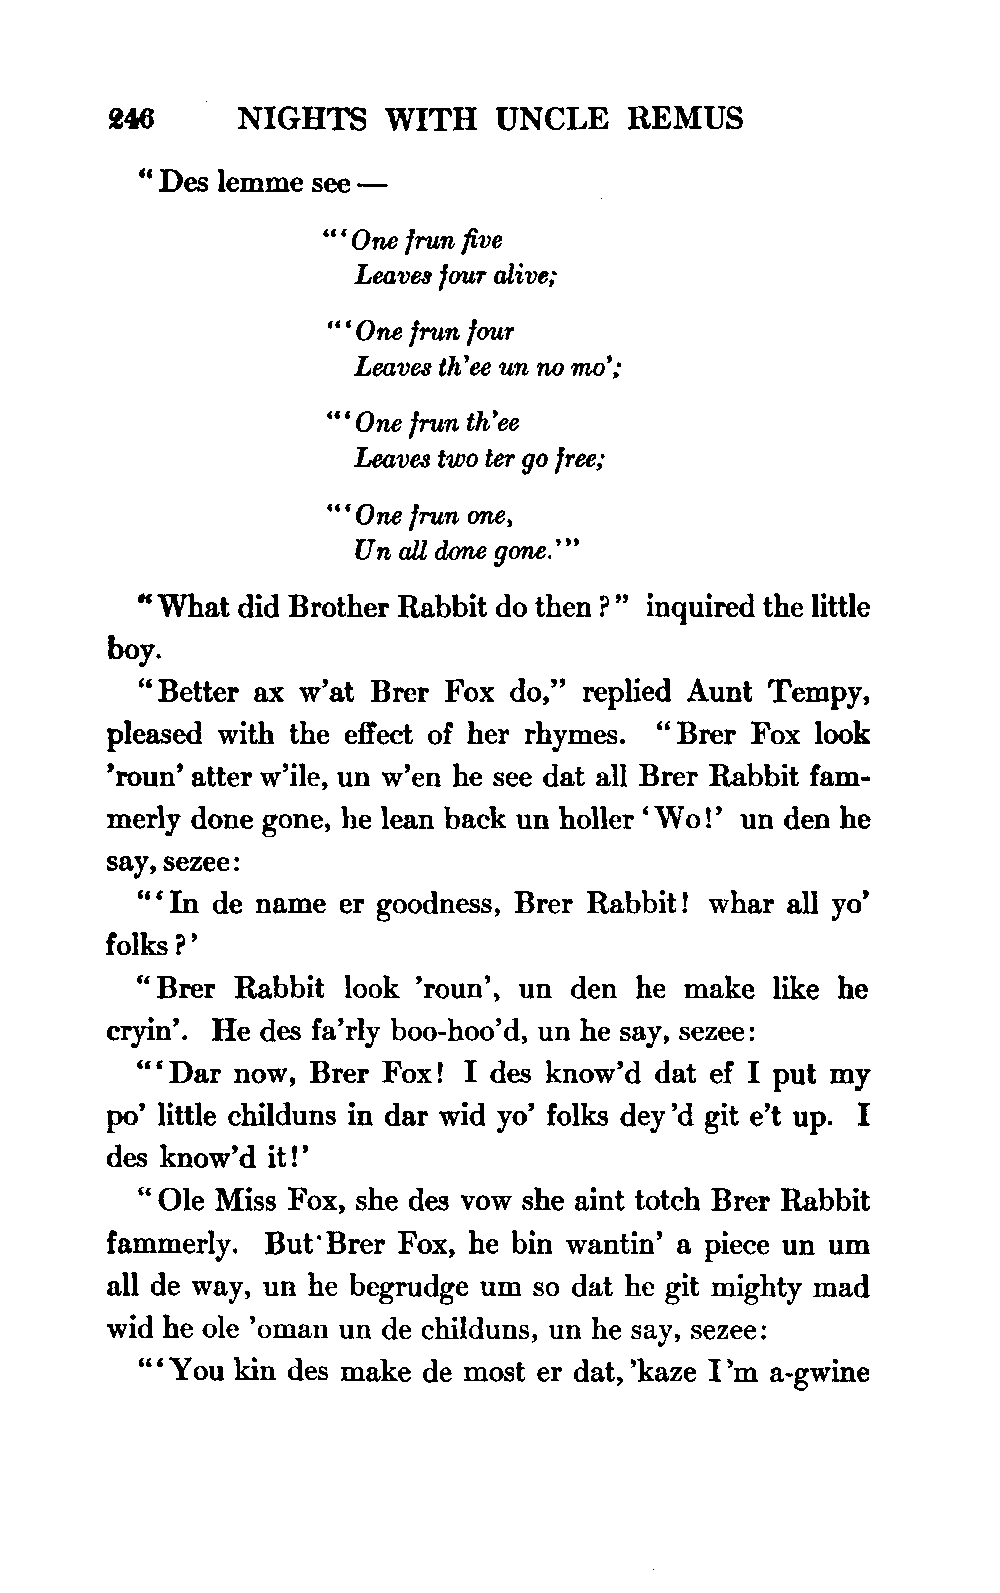 246 NIGHTS WITH UNCLE REMUS
"Des lemme see —
"'One frun five
Leaves four alive;
"'One frun four
Leaves th'ee un no mo';
"'One frun th'ee
Leaves two ter go free;
"'One frun one,
Un all done gone.'"
"What did Brother Rabbit do then?" inquired the little
boy.
"Better ax w'at Brer Fox do," replied Aunt Tempy,
pleased with the effect of her rhymes. "Brer Fox look
'roun' atter w'ile, un w'en he see dat all Brer Rabbit fam-
merly done gone, he lean back un holler 'Wo!' un den he
say, sezee:
"'In de name er goodness, Brer Rabbit! whar all yo'
folks?'
"Brer Rabbit look 'roun', un den he make like he
cryin'. He des fa'rly boo-hoo'd, un he say, sezee:
"'Dar now, Brer Fox! I des know'd dat ef I put my
po' little childuns in dar wid yo' folks dey 'd git e't up. I
des know'd it!'
"Ole Miss Fox, she des vow she aint totch Brer Rabbit
fammerly. But Brer Fox, he bin wantin' a piece un um
all de way, un he begrudge um so dat he git mighty mad
wid he ole 'oman un de childuns, un he say, sezee:
"'You kin des make de most er dat, 'kaze I 'm a-gwine